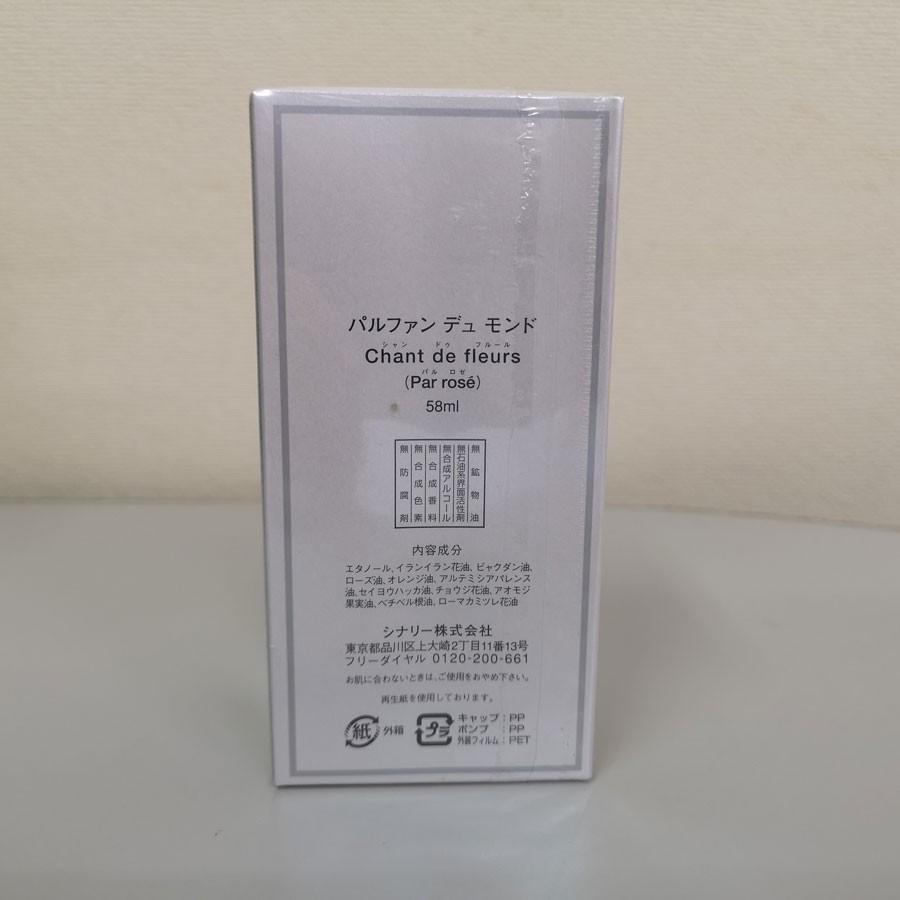 パルファン デュ モンド
シャン ドゥ フルール
Chant de fleurs
パル ロゼ
(Par rosé)
58ml
無鉱物油
無石油系界面活性剤
無合成アルコール
無合成香料
無合成色素
無防腐剤
内容成分
エタノール、イランイラン花油、ビャクダン油、
ローズ油、オレンジ油、アルテミシアパレンス
油、セイヨウハッカ油、チョウジ花油、アオモジ
果実油、ベチベル根油、ローマカミツレ花油
シナリー株式会社
東京都品川区上大崎2丁目11番13号
フリーダイヤル 0120-200-661
お肌に合わないときは、ご使用をおやめ下さい。
再生紙を使用しております。
紙 外箱
プラ
キャップ:PP
ポンプ :PP
外装フィルム:PET